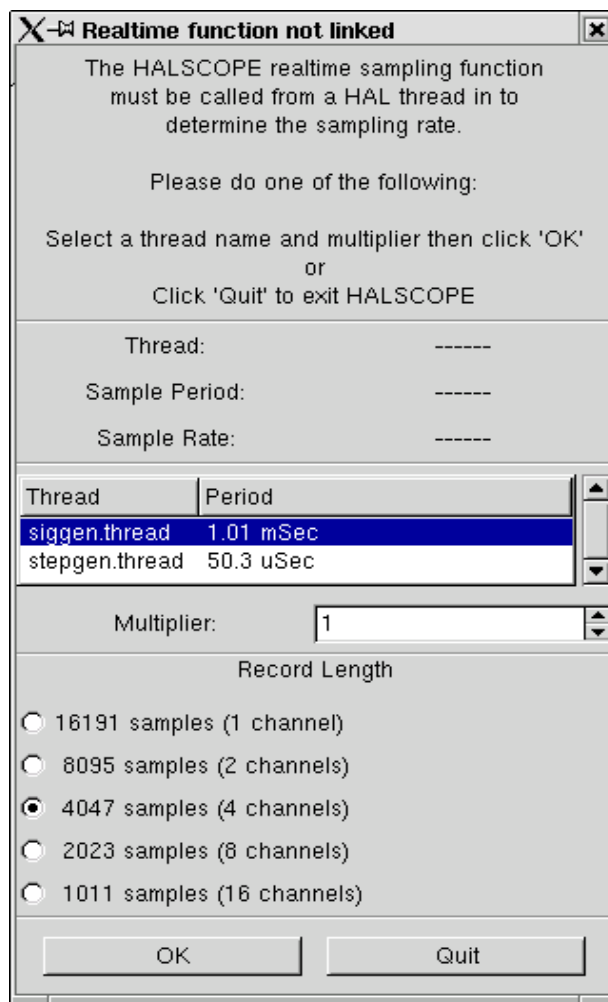 Realtime function not linked
The HALSCOPE realtime sampling function
must be called from a HAL thread in to
determine the sampling rate.
Please do one of the following:
Select a thread name and multiplier then click 'OK'
or
Click 'Quit' to exit HALSCOPE
Thread: ------
Sample Period: ------
Sample Rate: ------
Thread Period
siggen.thread 1.01 mSec
stepgen.thread 50.3 uSec
Multiplier: 1
Record Length
16191 samples (1 channel)
8095 samples (2 channels)
4047 samples (4 channels)
2023 samples (8 channels)
1011 samples (16 channels)
OK Quit